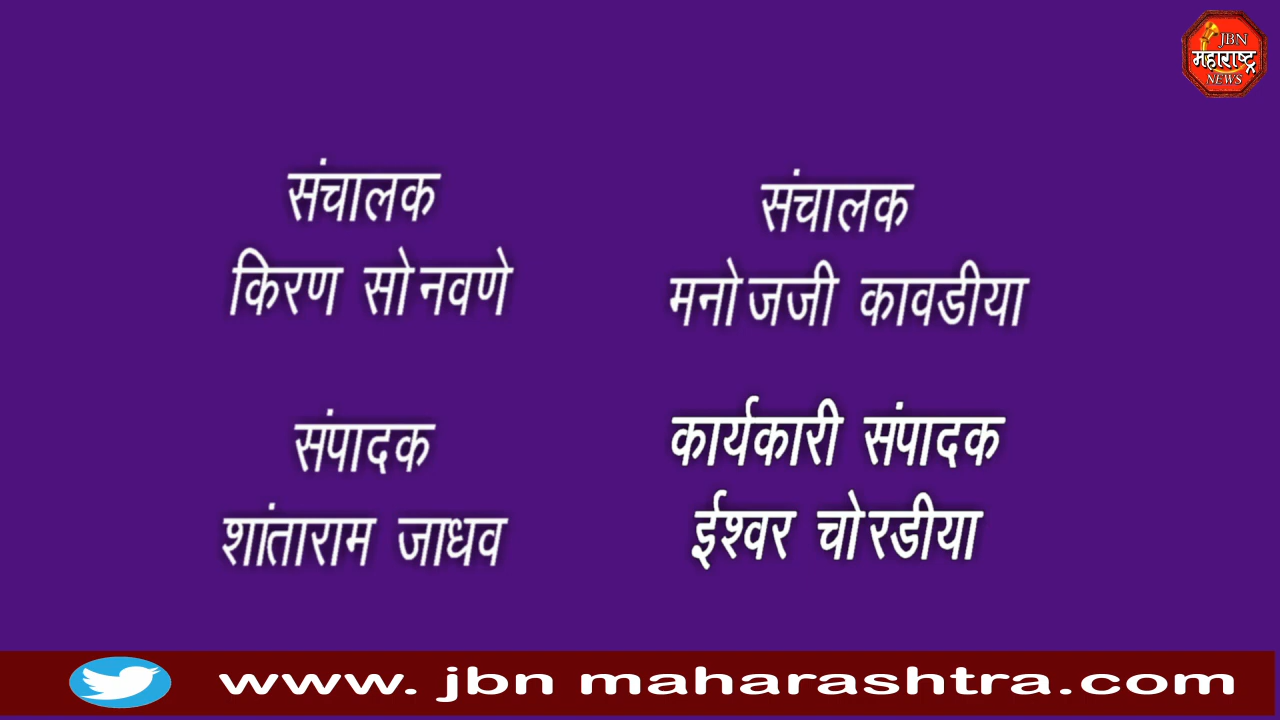 JBN
महाराष्ट्र
NEWS
संचालक
किरण सोनवणे
संचालक
मनोजजी कावडीया
संपादक
शांताराम जाधव
कार्यकारी संपादक
ईश्वर चोरडीया
www. jbn maharashtra.com